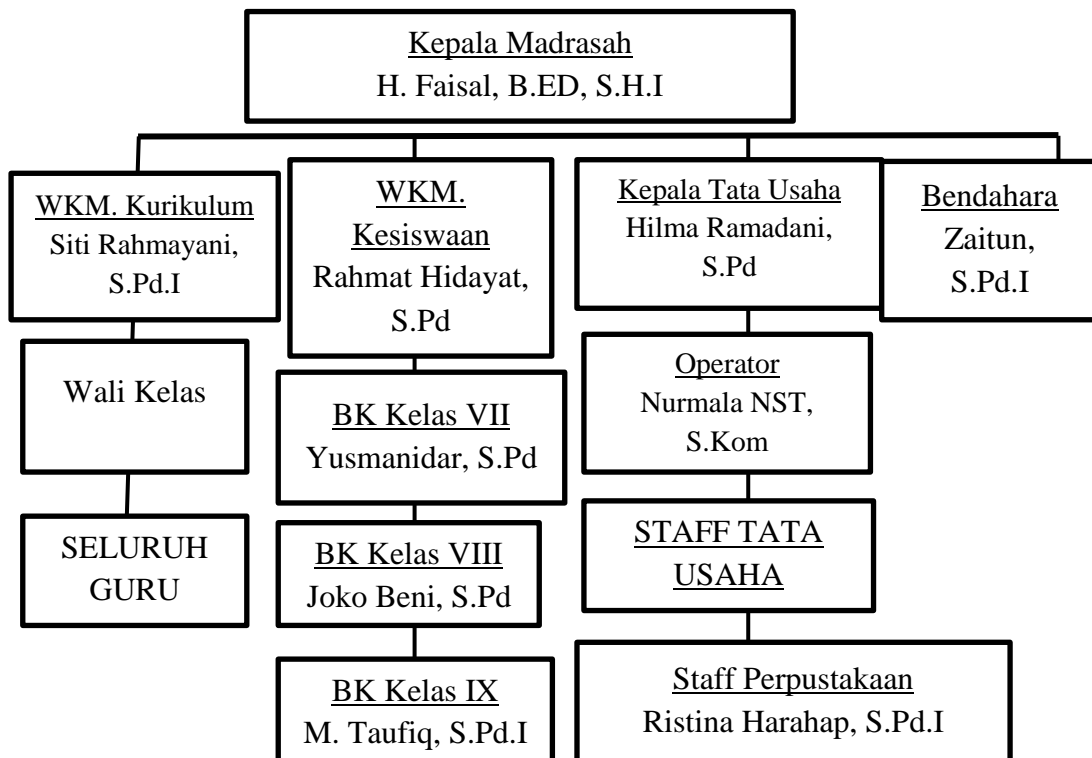 Kepala Madrasah
H. Faisal, B.ED, S.H.I
WKM. Kurikulum
Siti Rahmayani,
S.Pd.I
WKM.
Kesiswaan
Rahmat Hidayat,
S.Pd
Kepala Tata Usaha
Hilma Ramadani,
S.Pd
Bendahara
Zaitun,
S.Pd.I
Wali Kelas
BK Kelas VII
Yusmanidar, S.Pd
Operator
Nurmala NST,
S.Kom
SELURUH
GURU
BK Kelas VIII
Joko Beni, S.Pd
STAFF TATA
USAHA
BK Kelas IX
M. Taufiq, S.Pd.I
Staff Perpustakaan
Ristina Harahap, S.Pd.I